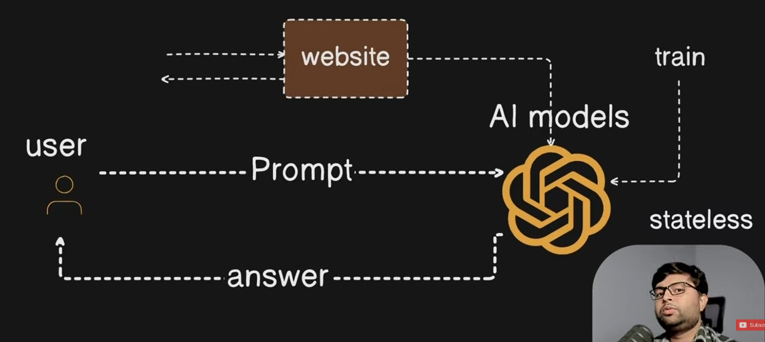 website
train
AI models
user
Prompt
stateless
answer